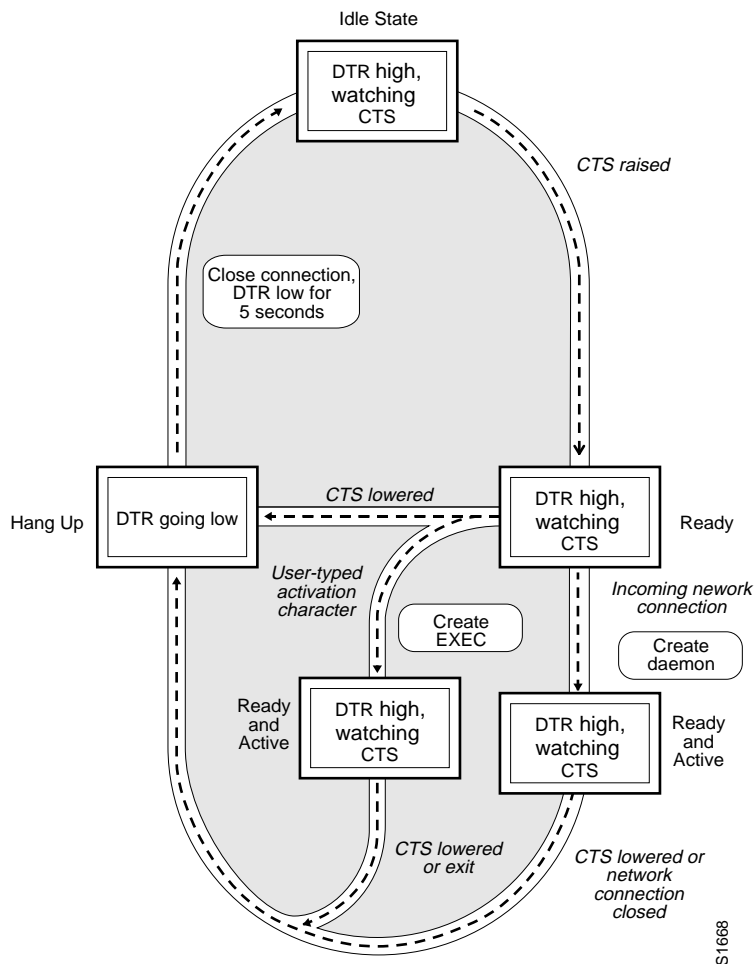 Idle State
DTR high,
watching
CTS
CTS raised
Close connection,
DTR low for
5 seconds
Hang Up
DTR going low
CTS lowered
DTR high,
watching
CTS
Ready
User-typed
activation
character
Create
EXEC
Incoming network
connection
Create
daemon
Ready
and
Active
DTR high,
watching
CTS
DTR high,
watching
CTS
Ready
and
Active
CTS lowered
or exit
CTS lowered or
network
connection
closed
S1668